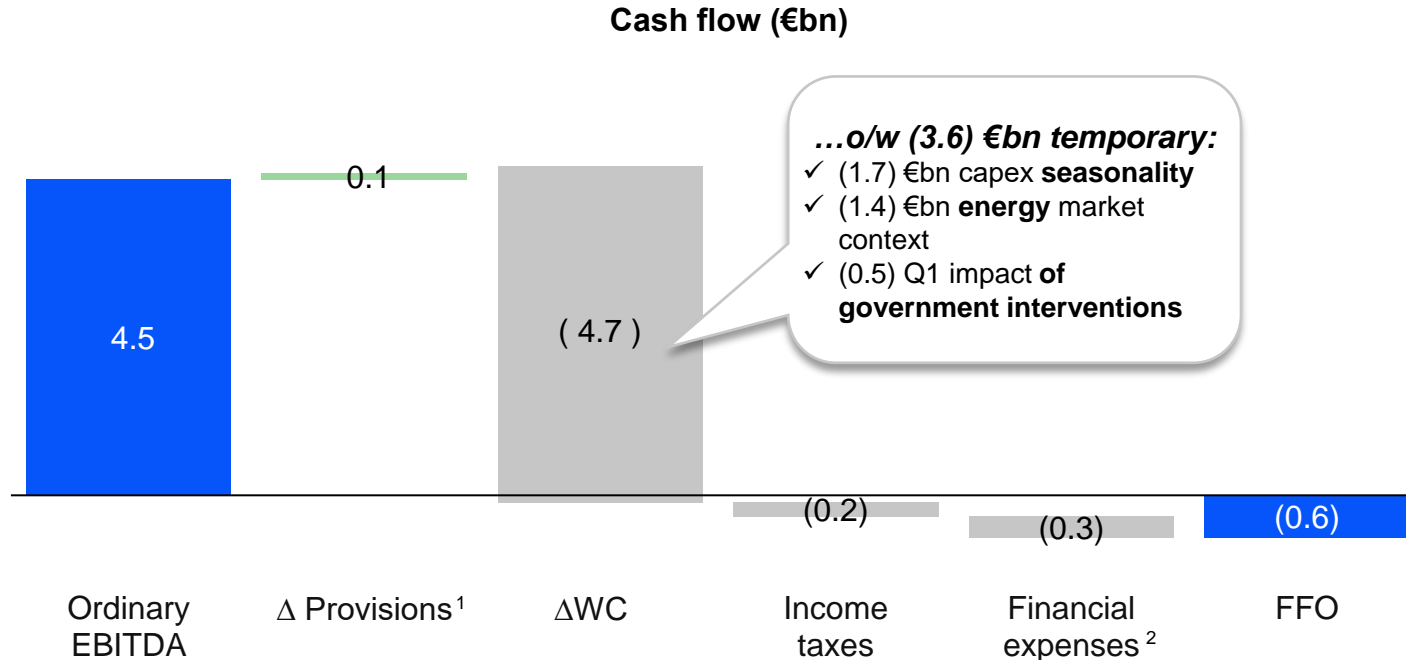 Cash flow (€bn)
…o/w (3.6) €bn temporary:
✓ (1.7) €bn capex seasonality
✓ (1.4) €bn energy market
context
✓ (0.5) Q1 impact of
government interventions
4.5
0.1
( 4.7 )
(0.2)
(0.3)
(0.6)
Ordinary
EBITDA
∆ Provisions¹
∆WC
Income
taxes
Financial
expenses ²
FFO